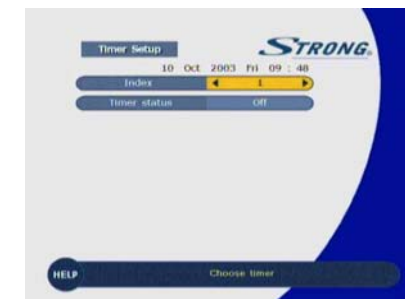 Timer Setup
STRONG
10 Oct 2003 Fri 09 : 48
Index 1
Timer status Off
HELP Choose timer